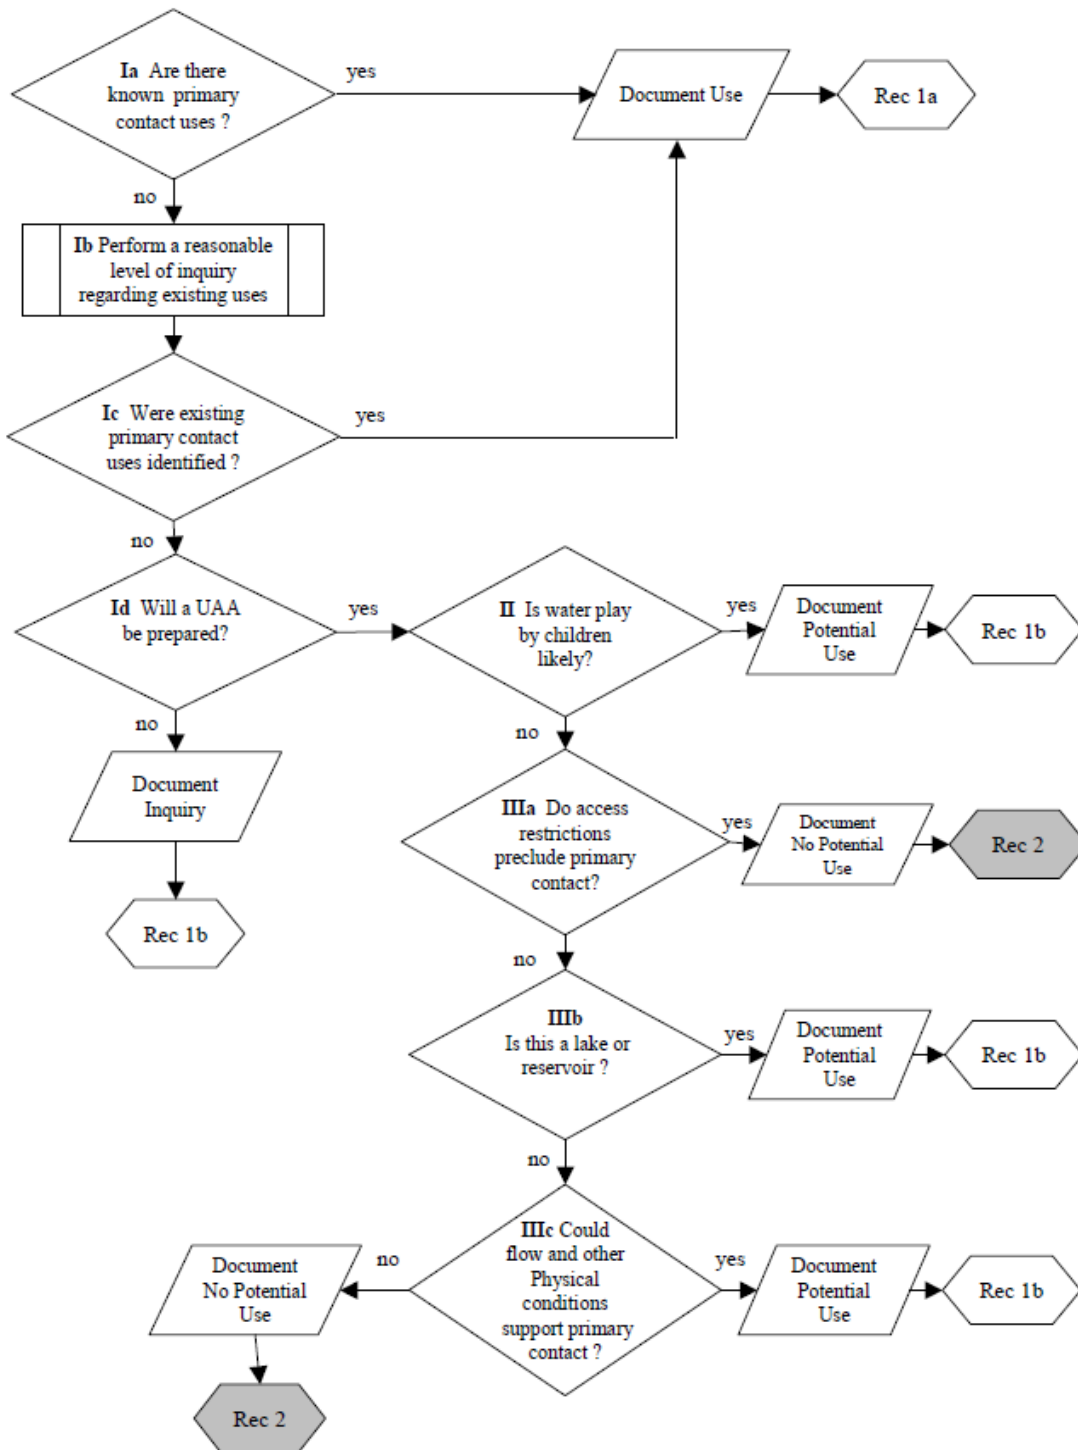 Ia Are there
known primary
contact uses ?
yes
Document Use
Rec 1a
no
Ib Perform a reasonable
level of inquiry
regarding existing uses
Ic Were existing
primary contact
uses identified ?
yes
no
Id Will a UAA
be prepared?
yes
II Is water play
by children
likely?
yes
Document
Potential
Use
Rec 1b
no
Document
Inquiry
Rec 1b
no
IIIa Do access
restrictions
preclude primary
contact?
yes
Document
No Potential
Use
Rec 2
no
IIIb
Is this a lake or
reservoir ?
yes
Document
Potential
Use
Rec 1b
no
IIIc Could
flow and other
Physical
conditions
support primary
contact ?
yes
Document
Potential
Use
Rec 1b
no
Document
No Potential
Use
Rec 2